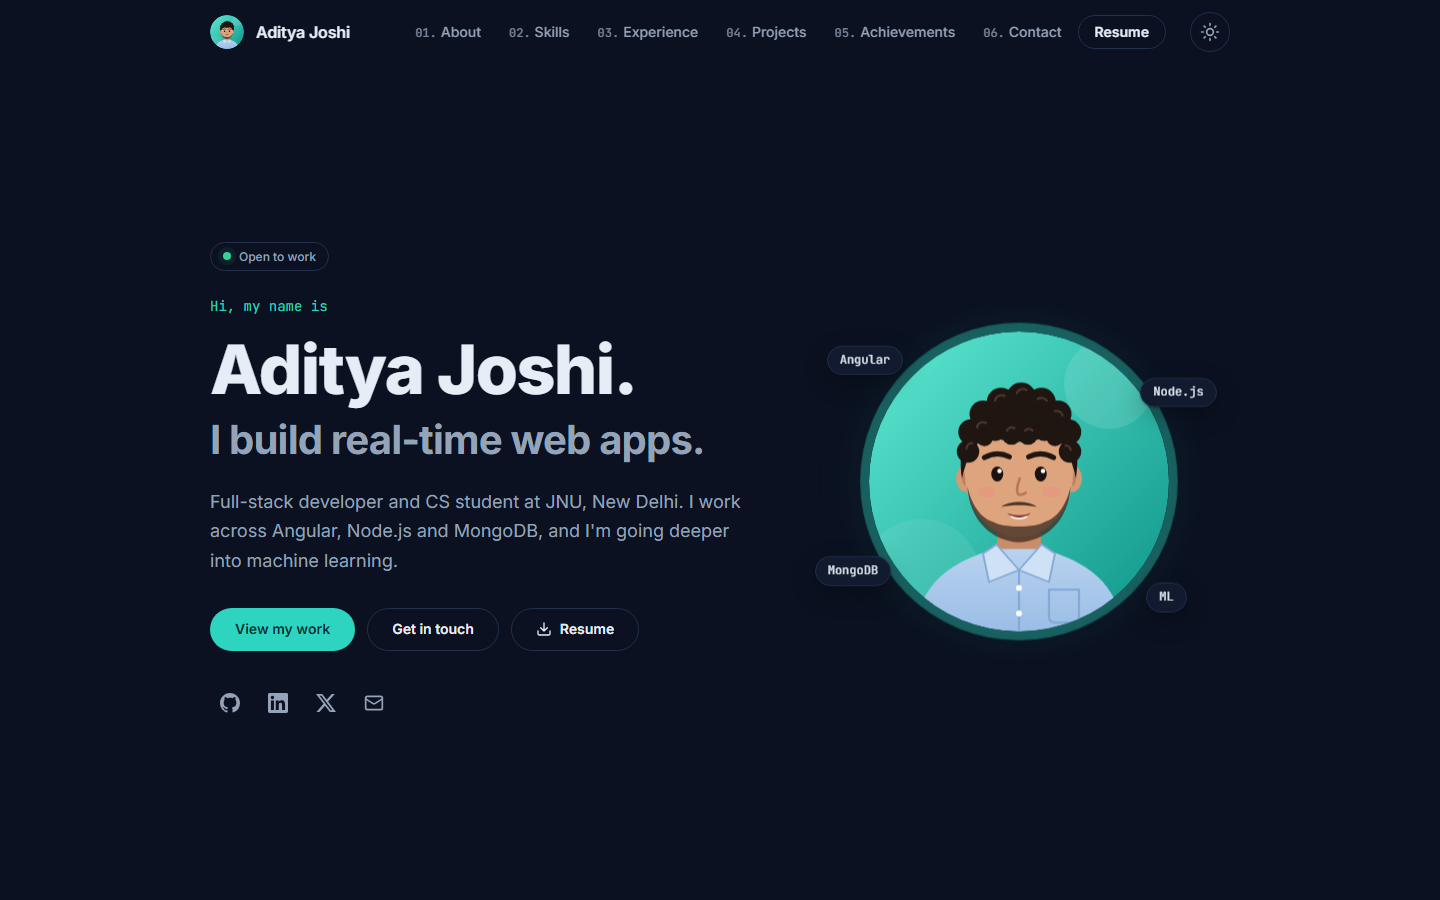 Aditya Joshi
01. About
02. Skills
03. Experience
04. Projects
05. Achievements
06. Contact
Resume
Open to work
Hi, my name is
Aditya Joshi.
I build real-time web apps.
Full-stack developer and CS student at JNU, New Delhi. I work
across Angular, Node.js and MongoDB, and I'm going deeper
into machine learning.
View my work
Get in touch
Resume
Angular
Node.js
MongoDB
ML